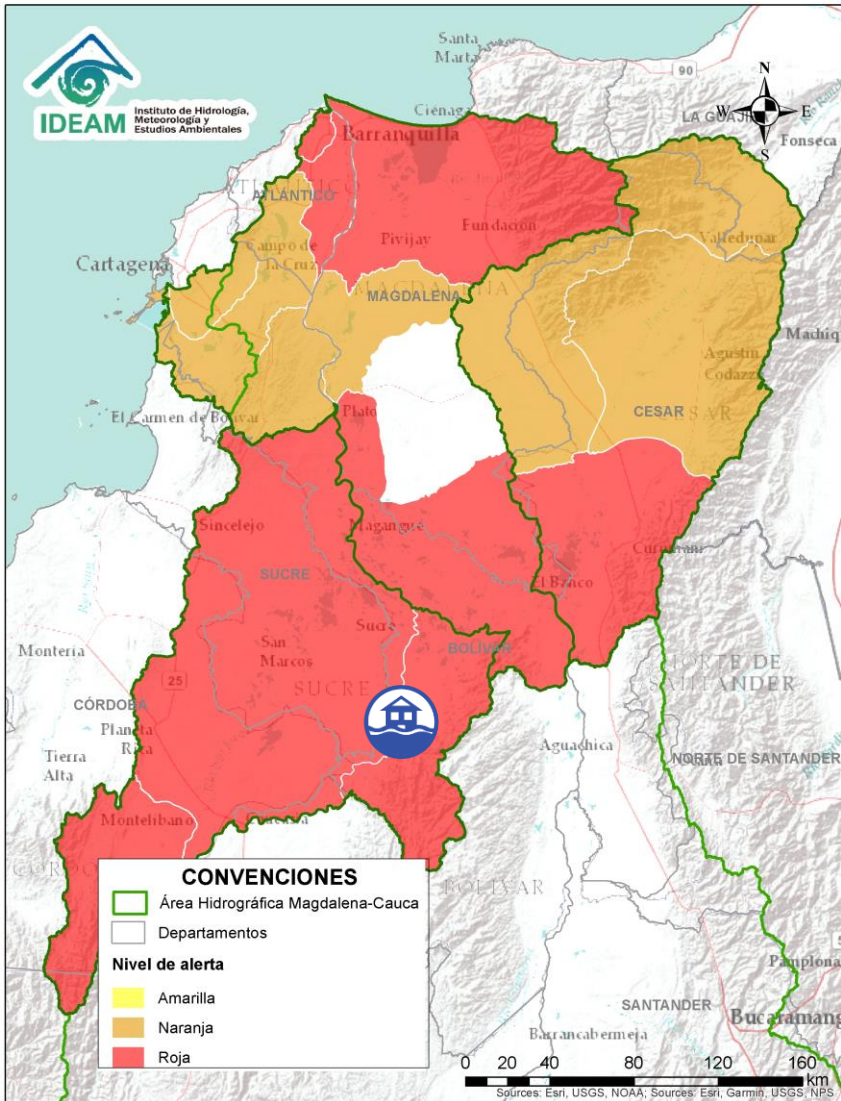 Santa
Marta
90
N
W E
S
IDEAM
Instituto de Hidrología,
Meteorología y
Estudios Ambientales
Ciénaga
LA GUAJIR
Fonseca
Barranquilla
ATLÁNTICO
Fundación
Pivijay
Campo de
la Cruz
Valledupar
Cartagena
MAGDALENA
Agustín
Codazzi
Machiq
CESAR
El Carmen de Bolívar
Plato
Sincelejo
Magangué
Curumaní
El Banco
SUCRE
Sucre
San
Marcos
BOLÍVAR
SUCRE
Montería
25
CÓRDOBA
Planeta
Rica
Tierra
Alta
NORTE DE
SANTANDER
Aguachica
NORTE DE SANTANDER
Montelíbano
Caucasia
BOLÍVAR
CONVENCIONES
Área Hidrográfica Magdalena-Cauca
Departamentos
Nivel de alerta
Amarilla
Naranja
Roja
Pamplona
SANTANDER
Bucaramang
Barrancabermeja
0 20 40 80 120 160
km
Sources: Esri, USGS, NOAA; Sources: Esri, Garmin, USGS, NPS